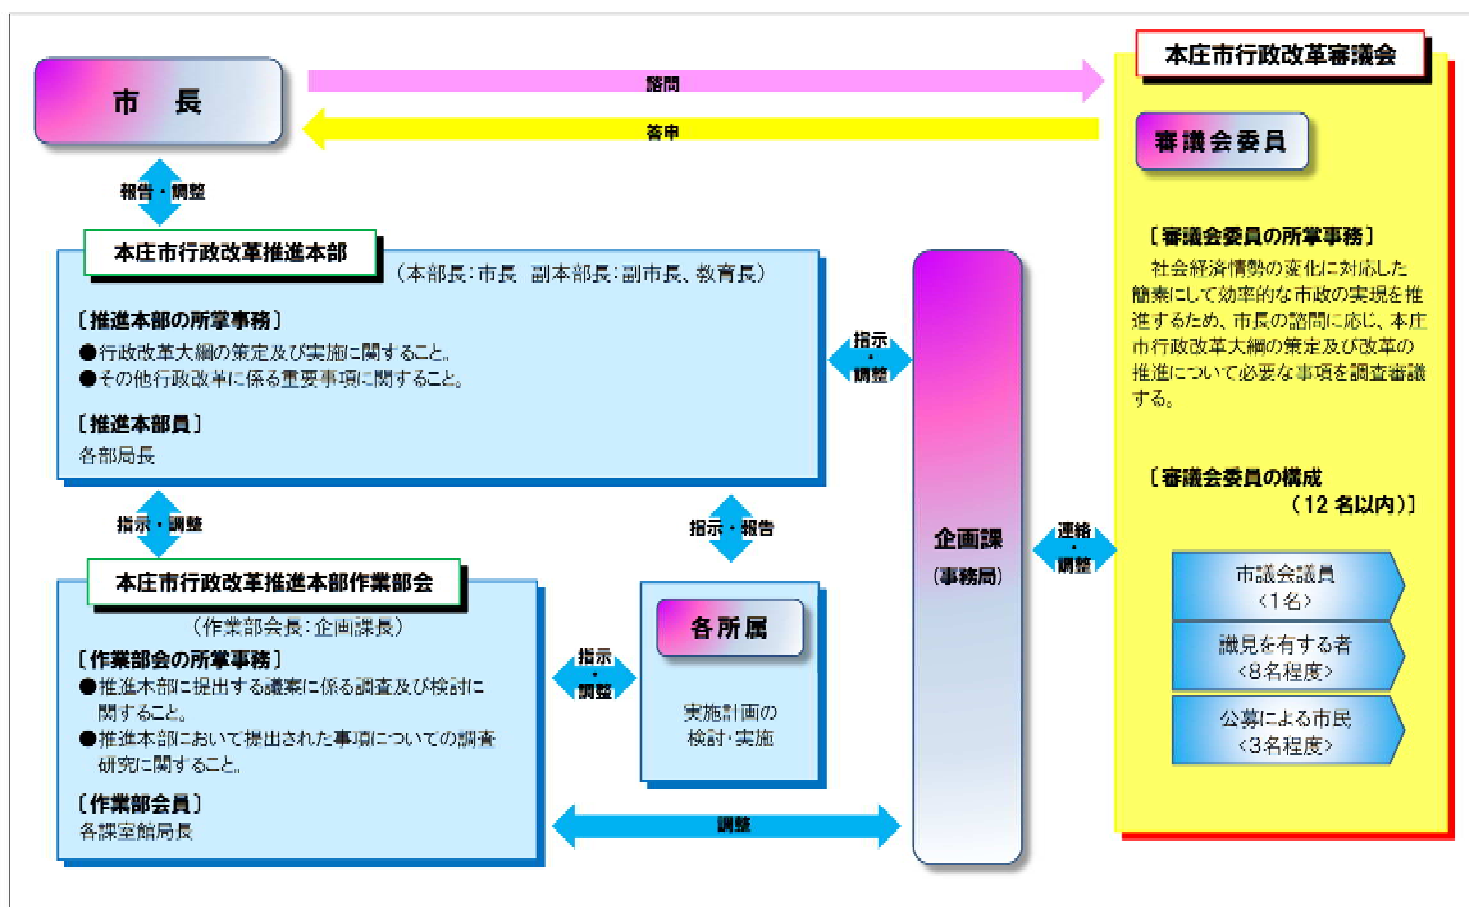 市　長
諮問
答申
本庄市行政改革審議会
審議会委員
報告・調整
[審議会委員の所掌事務]
社会経済情勢の変化に対応した
簡素にして効率的な市政の実現を推
進するため、市長の諮問に応じ、本庄
市行政改革大綱の策定及び改革の
推進について必要な事項を調査審議
する。
[審議会委員の構成
（12名以内）]
市議会議員
<1名>
識見を有する者
<8名程度>
公募による市民
<3名程度>
本庄市行政改革推進本部
（本部長：市長　副本部長：副市長、教育長）
[推進本部の所掌事務]
●行政改革大綱の策定及び実施に関すること。
●その他行政改革に係る重要事項に関すること。
[推進本部員]
各部局長
指示
・
調整
企画課
（事務局）
連絡
・
調整
指示・調整
指示・報告
本庄市行政改革推進本部作業部会
（作業部会長：企画課長）
[作業部会の所掌事務]
●推進本部に提出する議案に係る調査及び検討に
関すること。
●推進本部において提出された事項についての調査
研究に関すること。
[作業部会員]
各課室館局長
指示
・
調整
各所属
実施計画の
検討・実施
調整